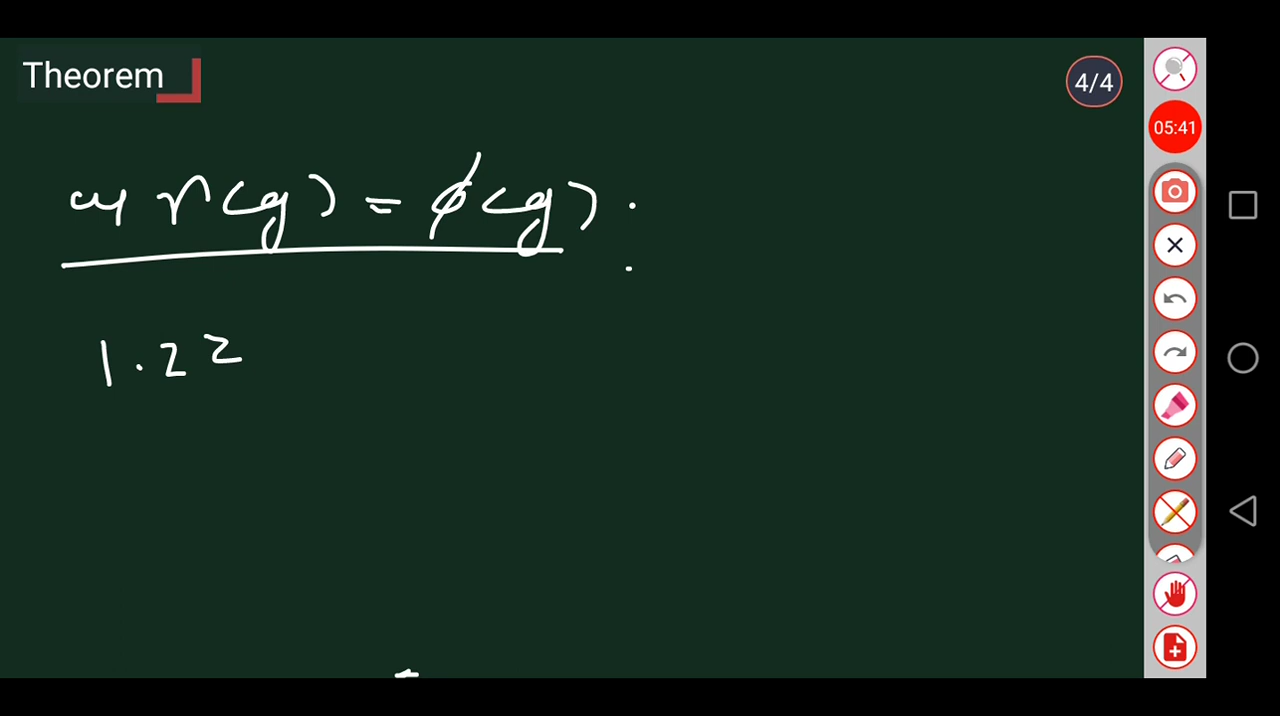 Theorem
4/4
05:41
r(g) = φ(g).
1.22